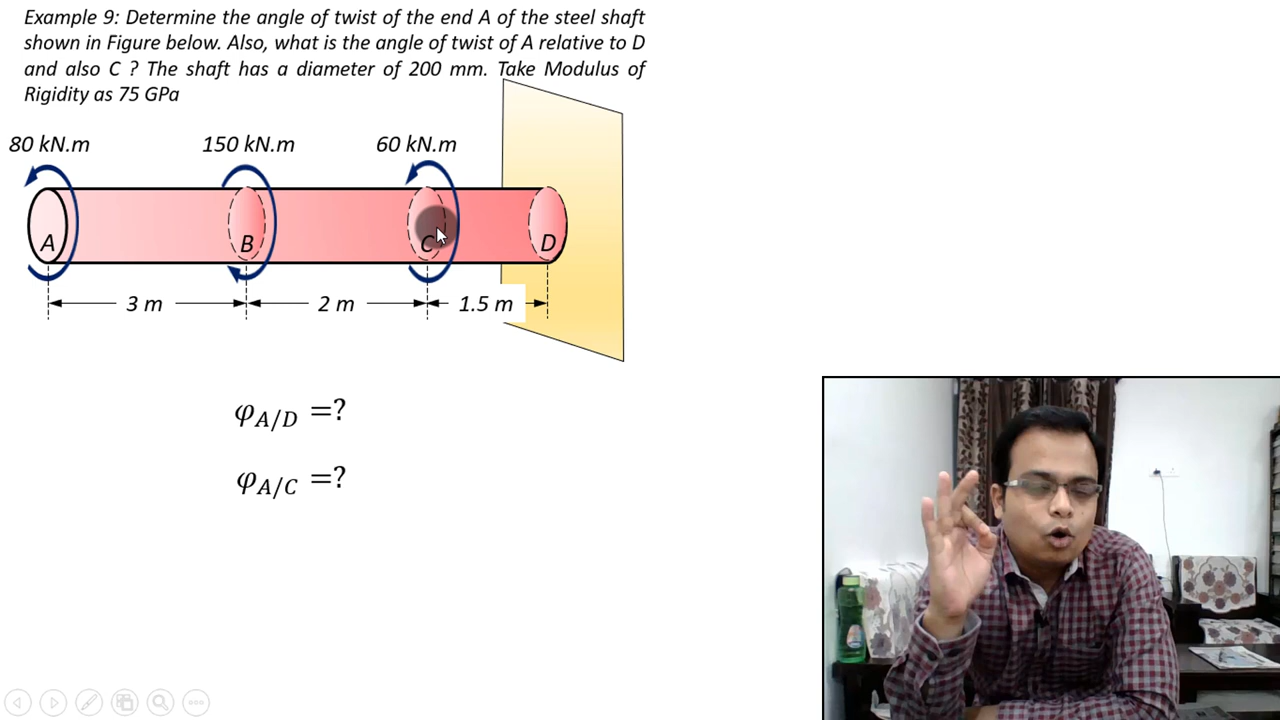 Example 9: Determine the angle of twist of the end A of the steel shaft
shown in Figure below. Also, what is the angle of twist of A relative to D
and also C ? The shaft has a diameter of 200 mm. Take Modulus of
Rigidity as 75 GPa
80 kN.m 150 kN.m 60 kN.m
A B C D
3 m 2 m 1.5 m
φA/D =?
φA/C =?